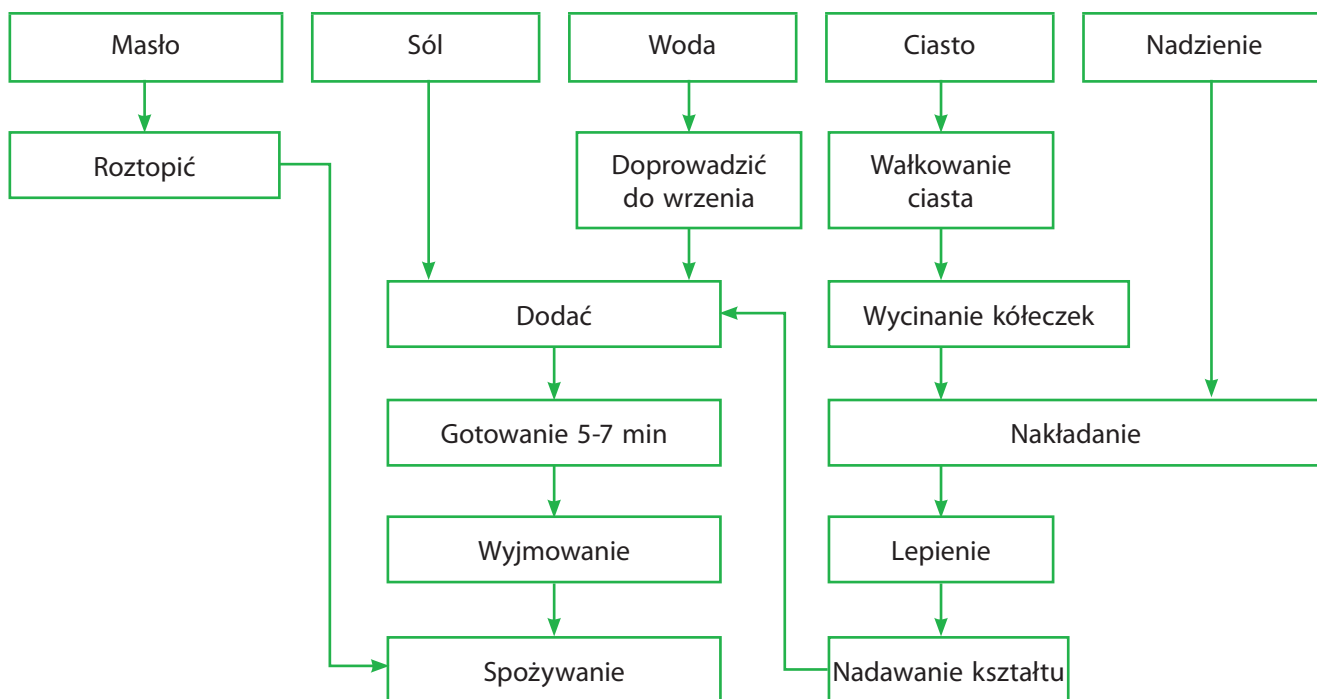 Masło
Sól
Woda
Ciasto
Nadzienie
Roztopić
Doprowadzić
do wrzenia
Wałkowanie
ciasta
Dodać
Wycinanie kółeczek
Gotowanie 5-7 min
Nakładanie
Wyjmowanie
Lepienie
Spożywanie
Nadawanie kształtu